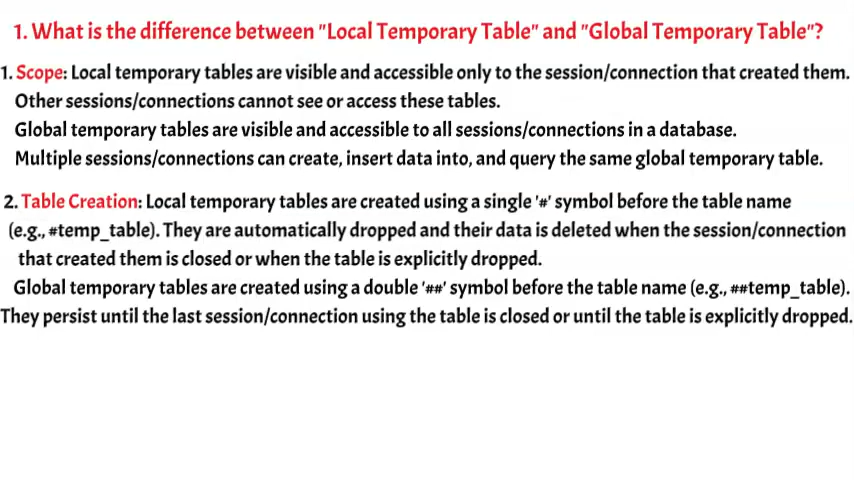 1. What is the difference between "Local Temporary Table" and "Global Temporary Table"?
1. Scope: Local temporary tables are visible and accessible only to the session/connection that created them.
Other sessions/connections cannot see or access these tables.
Global temporary tables are visible and accessible to all sessions/connections in a database.
Multiple sessions/connections can create, insert data into, and query the same global temporary table.
2. Table Creation: Local temporary tables are created using a single '#' symbol before the table name
(e.g., #temp_table). They are automatically dropped and their data is deleted when the session/connection
that created them is closed or when the table is explicitly dropped.
Global temporary tables are created using a double '##' symbol before the table name (e.g., ##temp_table).
They persist until the last session/connection using the table is closed or until the table is explicitly dropped.